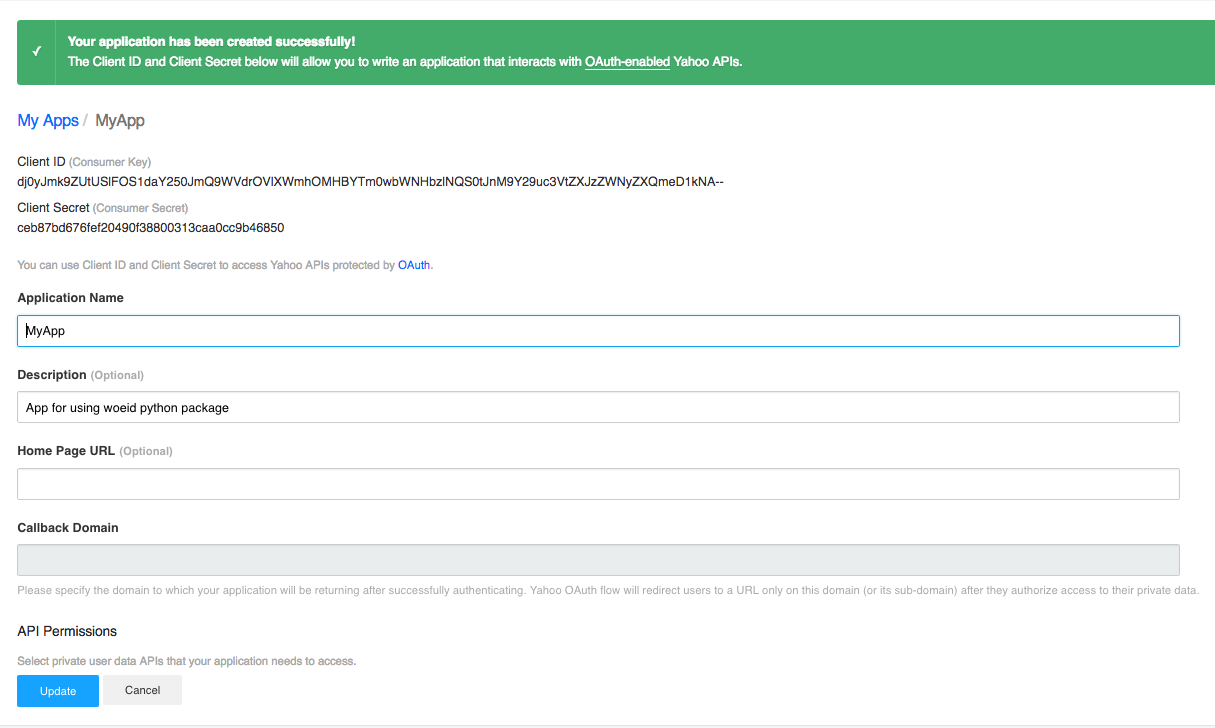 Your application has been created successfully!
The Client ID and Client Secret below will allow you to write an application that interacts with OAuth-enabled Yahoo APIs.
My Apps / MyApp
Client ID (Consumer Key)
dj0yJmk9ZUtUSlFOS1daY250JmQ9WVdrOVlXWmhOMHBYTm0wbWNHbzlNQS0tJnM9Y29uc3VtZXJzZWNyZXQmeD1kNA--
Client Secret (Consumer Secret)
ceb87bd676fef20490f38800313caa0cc9b46850
You can use Client ID and Client Secret to access Yahoo APIs protected by OAuth.
Application Name
MyApp
Description (Optional)
App for using woeid python package
Home Page URL (Optional)
Callback Domain
Please specify the domain to which your application will be returning after successfully authenticating. Yahoo OAuth flow will redirect users to a URL only on this domain (or its sub-domain) after they authorize access to their private data.
API Permissions
Select private user data APIs that your application needs to access.
Update Cancel